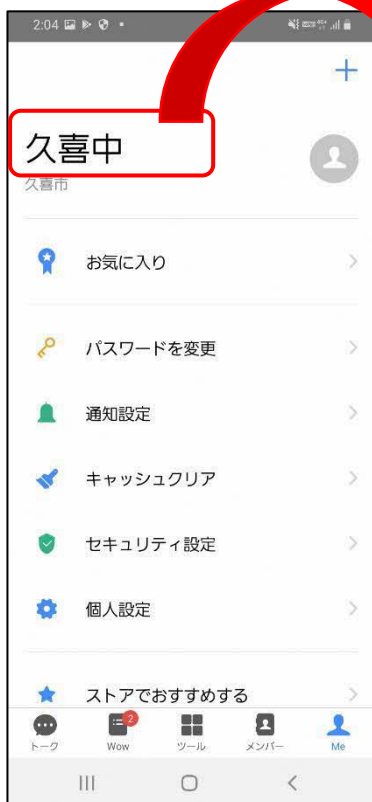 2:04
久喜中
久喜市
お気に入り
パスワードを変更
通知設定
キャッシュクリア
セキュリティ設定
個人設定
ストアでおすすめする
2
トーク
Wow
ツール
メンバー
Me